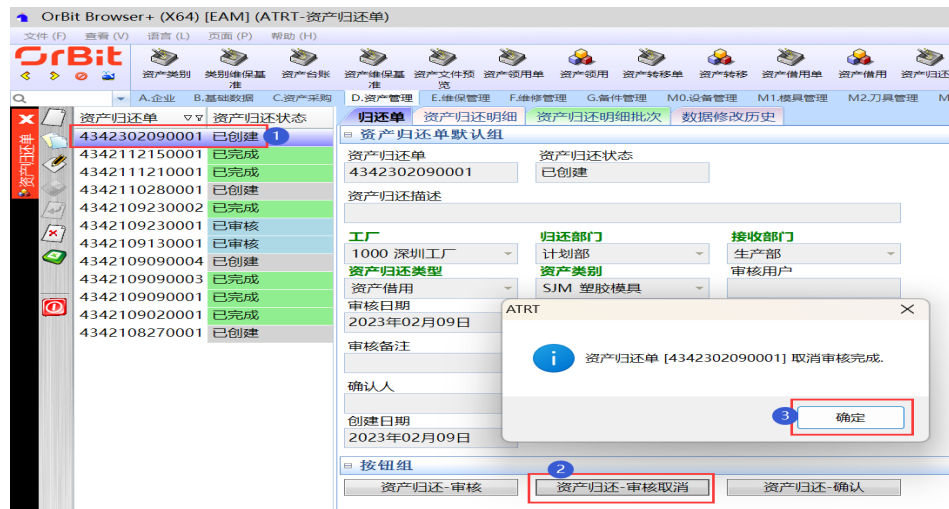 OrBit Browser+ (X64) [EAM] (ATRT-资产归还单)
文件 (F) 查看 (V) 语言 (L) 页面 (P) 帮助 (H)
OrBit
资产类别 类别维保基准 资产台账 资产维保基准 资产文件预览 资产领用单 资产领用 资产转移单 资产转移 资产借用单 资产借用 资产归还
A.企业 B.基础数据 C.资产采购 D.资产管理 E.维保管理 F.维修管理 G.备件管理 M0.设备管理 M1.模具管理 M2.刀具管理 M
资产归还单
资产归还单 资产归还状态
4342302090001 已创建 1
4342112150001 已完成
4342111210001 已完成
4342110280001 已创建
4342109230002 已完成
4342109230001 已审核
4342109130001 已审核
4342109090004 已创建
4342109090003 已完成
4342109090001 已完成
4342109020001 已完成
4342108270001 已创建
归还单 资产归还明细 资产归还明细批次 数据修改历史
资产归还单默认组
资产归还单 资产归还状态
4342302090001 已创建
资产归还描述
工厂 归还部门 接收部门
1000 深圳工厂 计划部 生产部
资产归还类型 资产类别 审核用户
资产借用 SJM 塑胶模具
审核日期
2023年02月09日
审核备注
确认人
创建日期
2023年02月09日
ATRT
资产归还单 [4342302090001] 取消审核完成.
3 确定
按钮组
2
资产归还-审核 资产归还-审核取消 资产归还-确认